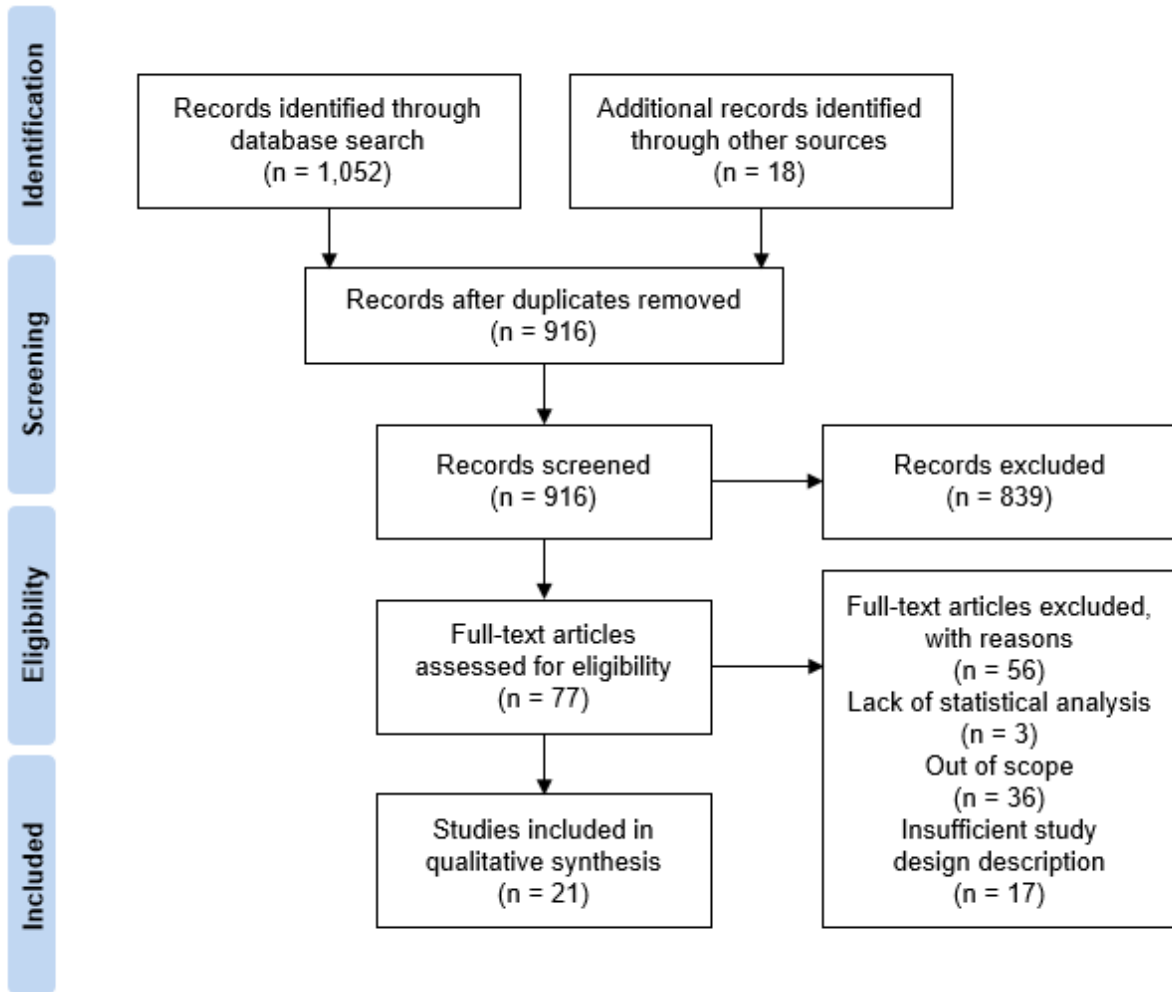 Identification
Records identified through
database search
(n = 1,052)
Additional records identified
through other sources
(n = 18)
Screening
Records after duplicates removed
(n = 916)
Records screened
(n = 916)
Records excluded
(n = 839)
Eligibility
Full-text articles
assessed for eligibility
(n = 77)
Full-text articles excluded,
with reasons
(n = 56)
Lack of statistical analysis
(n = 3)
Out of scope
(n = 36)
Insufficient study
design description
(n = 17)
Included
Studies included in
qualitative synthesis
(n = 21)